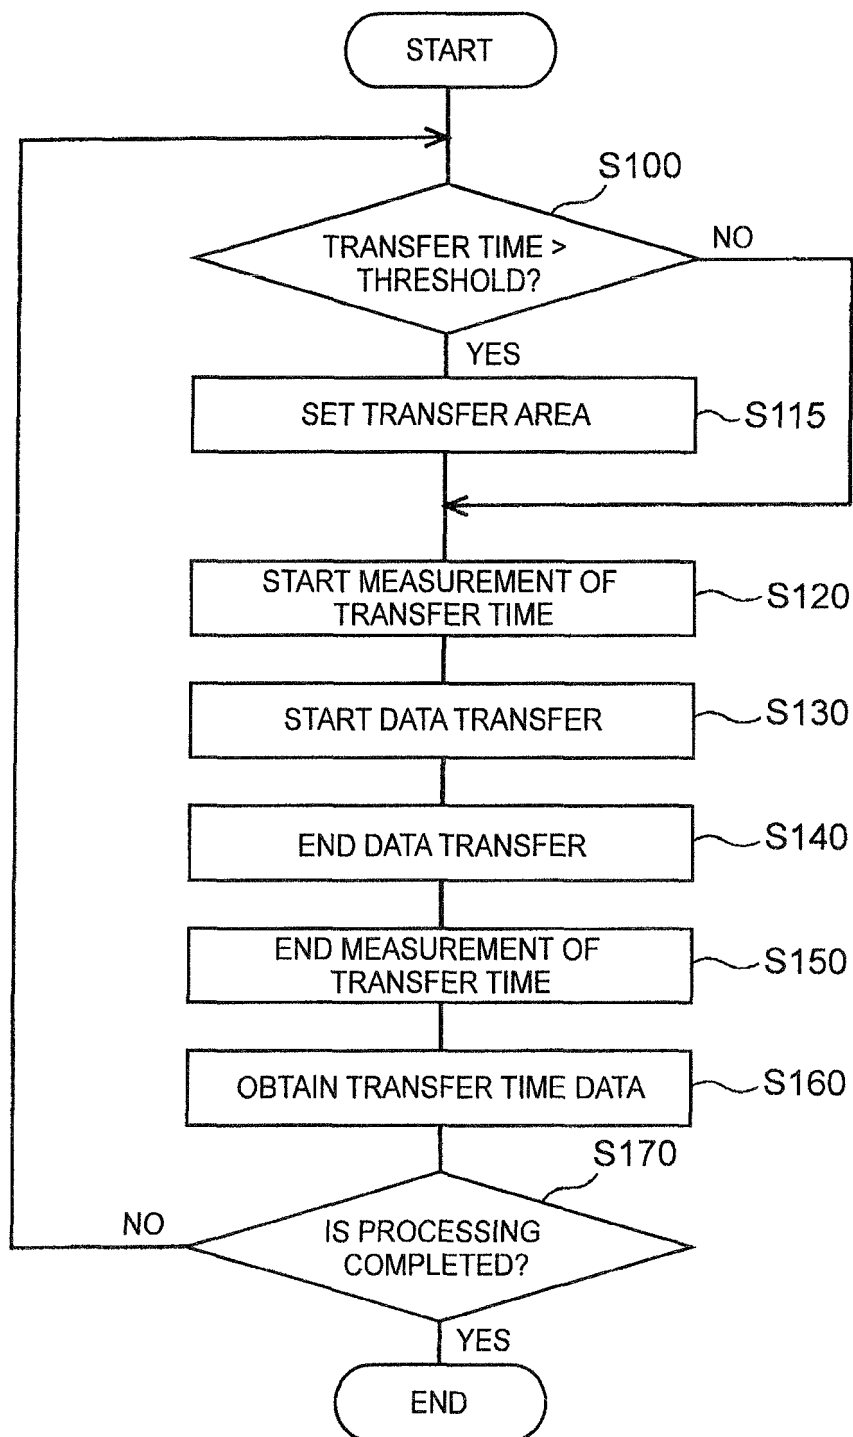 START
S100
TRANSFER TIME >
THRESHOLD?
NO
YES
SET TRANSFER AREA
S115
START MEASUREMENT OF
TRANSFER TIME
S120
START DATA TRANSFER
S130
END DATA TRANSFER
S140
END MEASUREMENT OF
TRANSFER TIME
S150
OBTAIN TRANSFER TIME DATA
S160
S170
NO
IS PROCESSING
COMPLETED?
YES
END